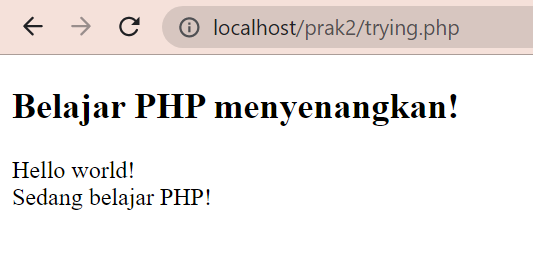 localhost/prak2/trying.php
Belajar PHP menyenangkan!
Hello world!
Sedang belajar PHP!